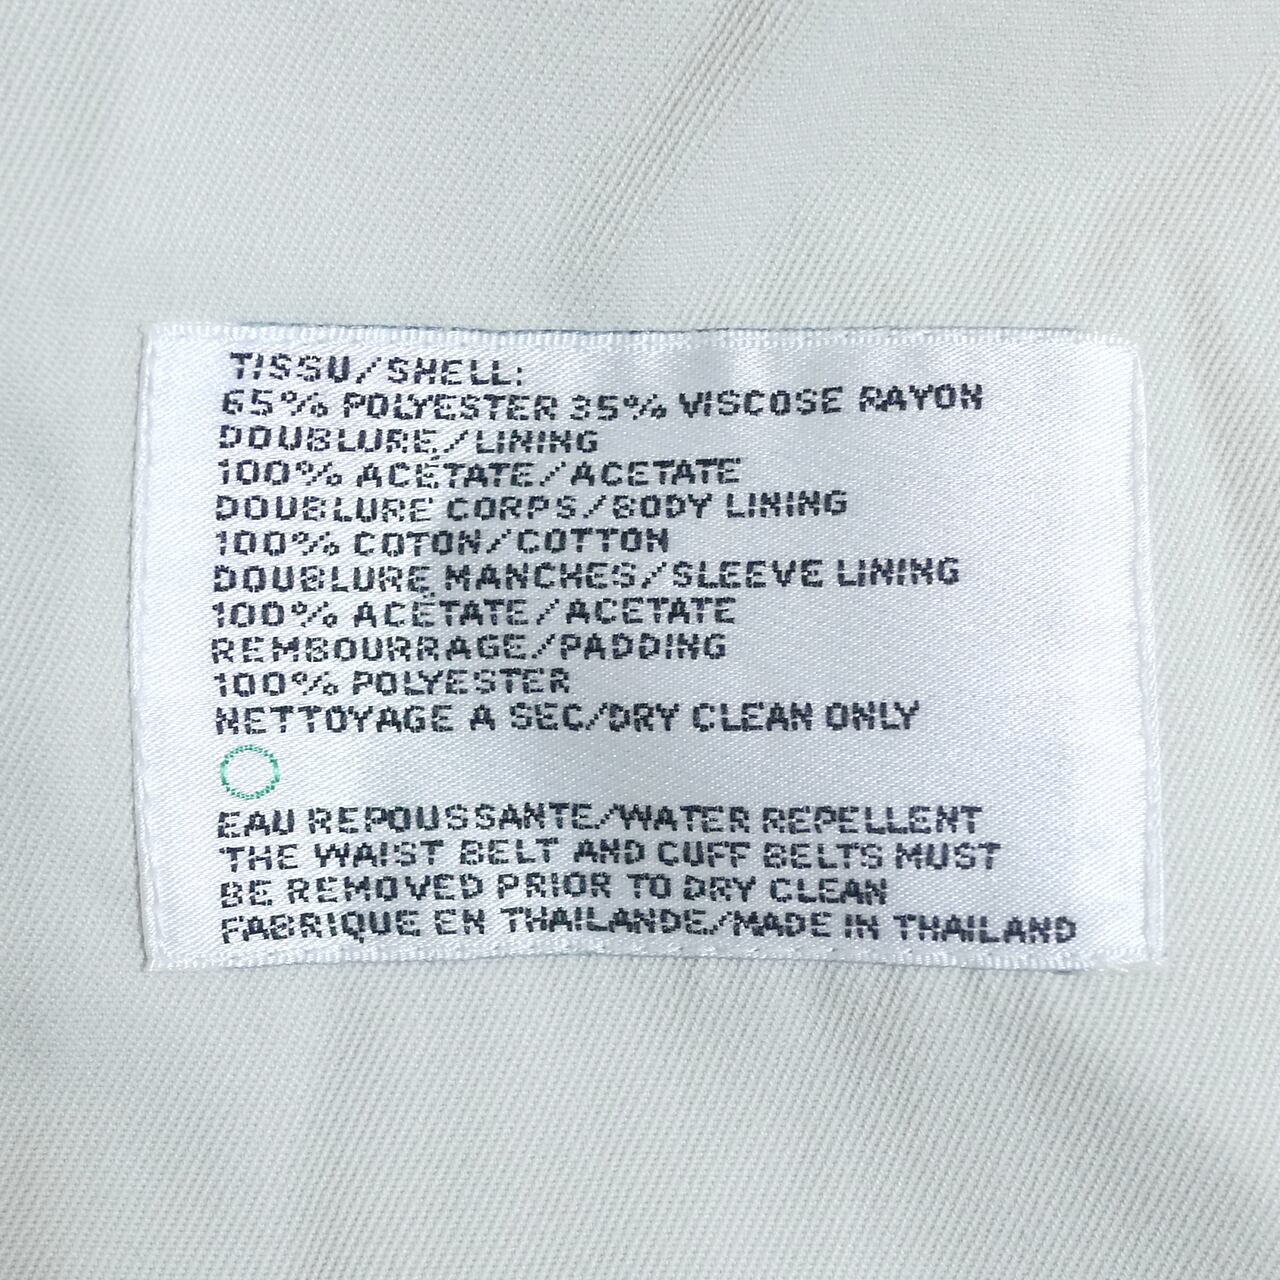 TISSU/SHELL:
65% POLYESTER 35% VISCOSE RAYON
DOUBLURE/LINING
100% ACÉTATE/ACETATE
DOUBLURE CORPS/BODY LINING
100% COTON/COTTON
DOUBLURE MANCHES/SLEEVE LINING
100% ACÉTATE/ACETATE
REMBOURRAGE/PADDING
100% POLYESTER
NETTOYAGE A SEC/DRY CLEAN ONLY
EAU REPOUSSANTE/WATER REPELLENT
THE WAIST BELT AND CUFF BELTS MUST
BE REMOVED PRIOR TO DRY CLEAN
FABRIQUE EN THAILANDE/MADE IN THAILAND